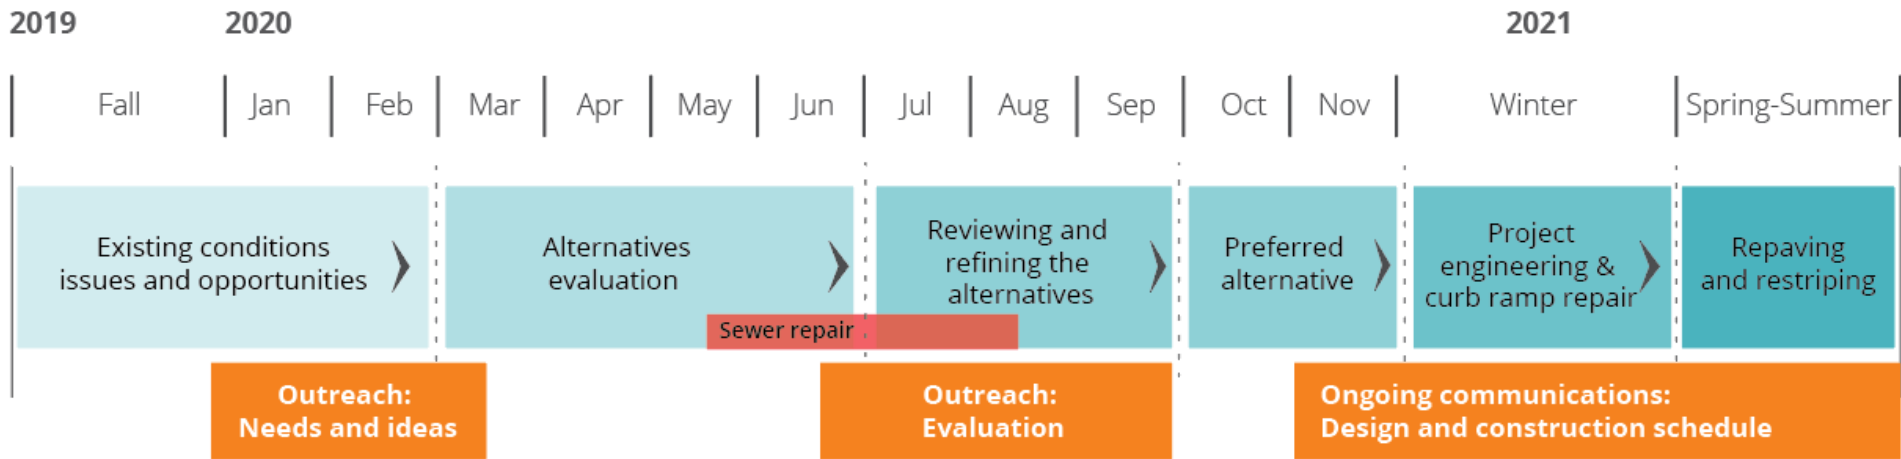 2019 2020 2021
Fall Jan Feb Mar Apr May Jun Jul Aug Sep Oct Nov Winter Spring-Summer
Existing conditions
issues and opportunities
Alternatives
evaluation
Reviewing and
refining the
alternatives
Preferred
alternative
Project
engineering &
curb ramp repair
Repaving
and restriping
Sewer repair
Outreach:
Needs and ideas
Outreach:
Evaluation
Ongoing communications:
Design and construction schedule